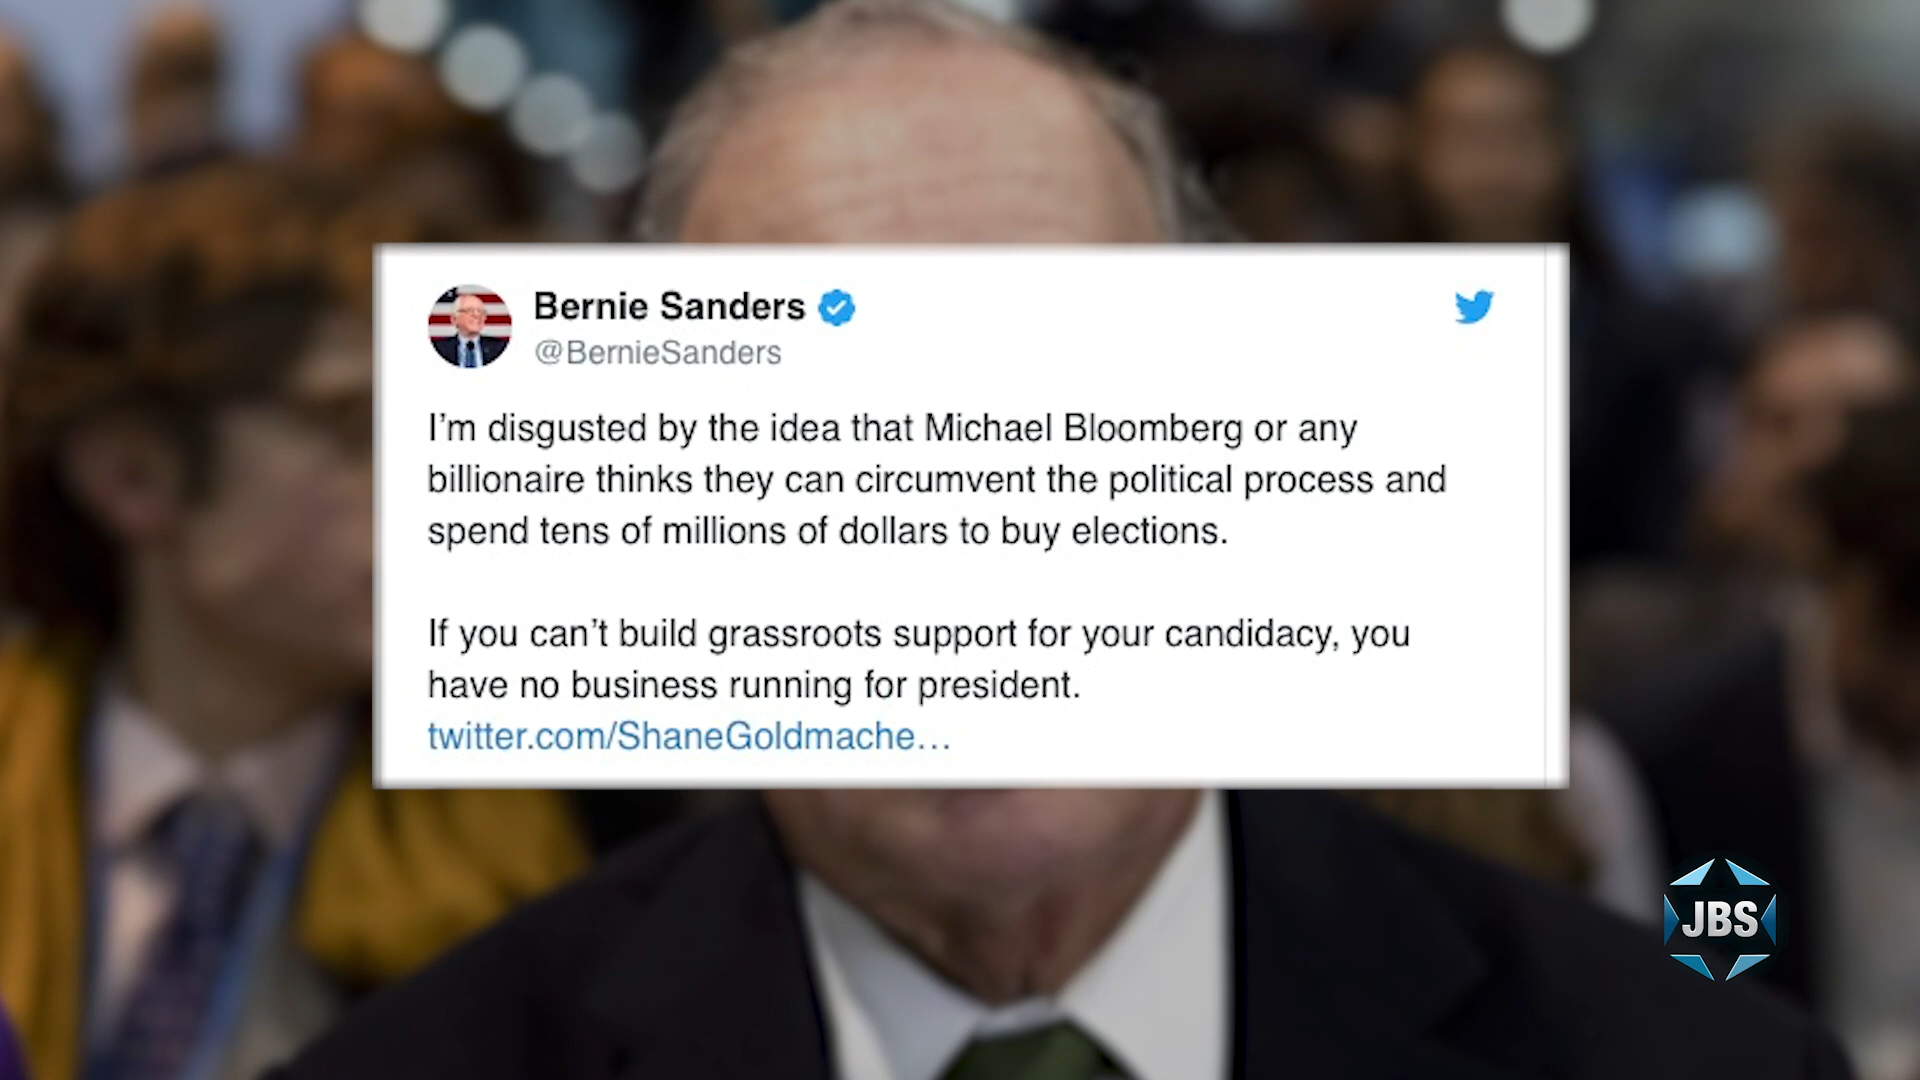 Bernie Sanders
@BernieSanders
I'm disgusted by the idea that Michael Bloomberg or any
billionaire thinks they can circumvent the political process and
spend tens of millions of dollars to buy elections.
If you can't build grassroots support for your candidacy, you
have no business running for president.
twitter.com/ShaneGoldmache…
JBS